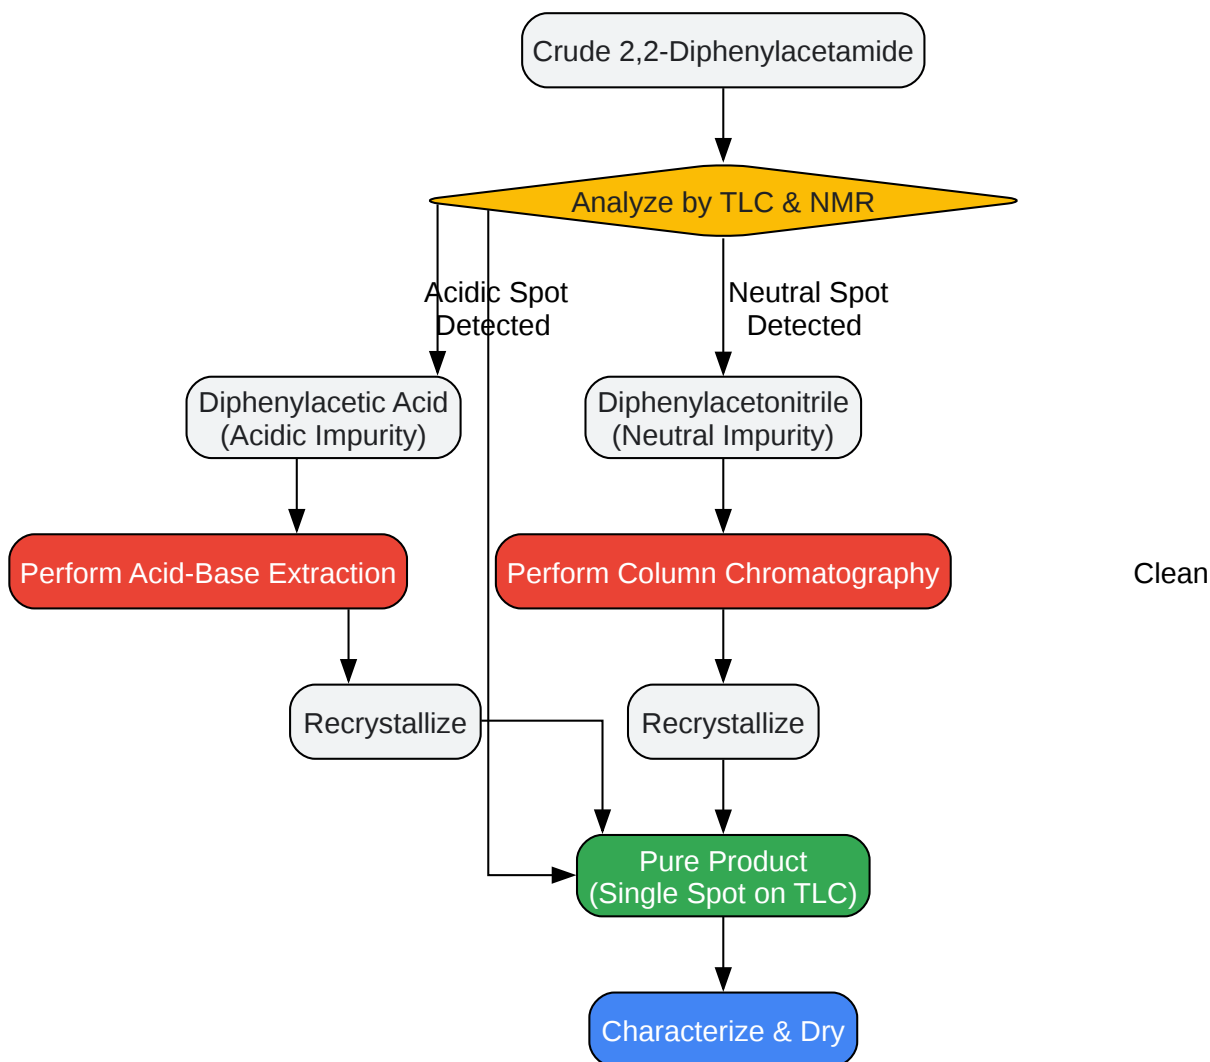 Crude 2,2-Diphenylacetamide
Analyze by TLC & NMR
Acidic Spot
Detected
Neutral Spot
Detected
Diphenylacetic Acid
(Acidic Impurity)
Diphenylacetonitrile
(Neutral Impurity)
Perform Acid-Base Extraction
Perform Column Chromatography
Clean
Recrystallize
Recrystallize
Pure Product
(Single Spot on TLC)
Characterize & Dry